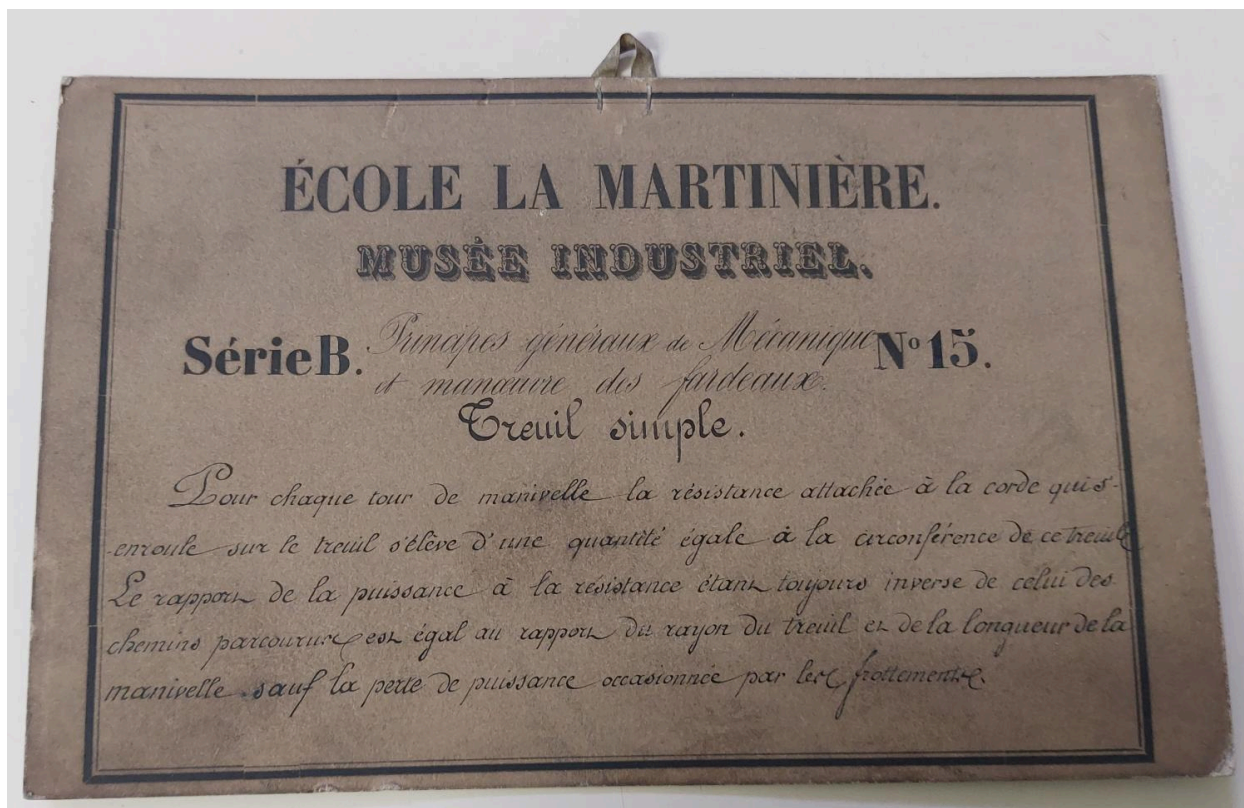 ÉCOLE LA MARTINIÈRE.
MUSÉE INDUSTRIEL.
Série B. Principes généraux de Mécanique N° 15.
et manœuvre des fardeaux.
Treuil simple.
Pour chaque tour de manivelle la résistance attachée à la corde qui s-
-enroule sur le treuil s'élève d'une quantité égale à la circonférence de ce treuil
Le rapport de la puissance à la résistance étant toujours inverse de celui des
chemins parcourus est égal au rapport du rayon du treuil et de la longueur de la
manivelle sauf la perte de puissance occasionnée par les frottements.